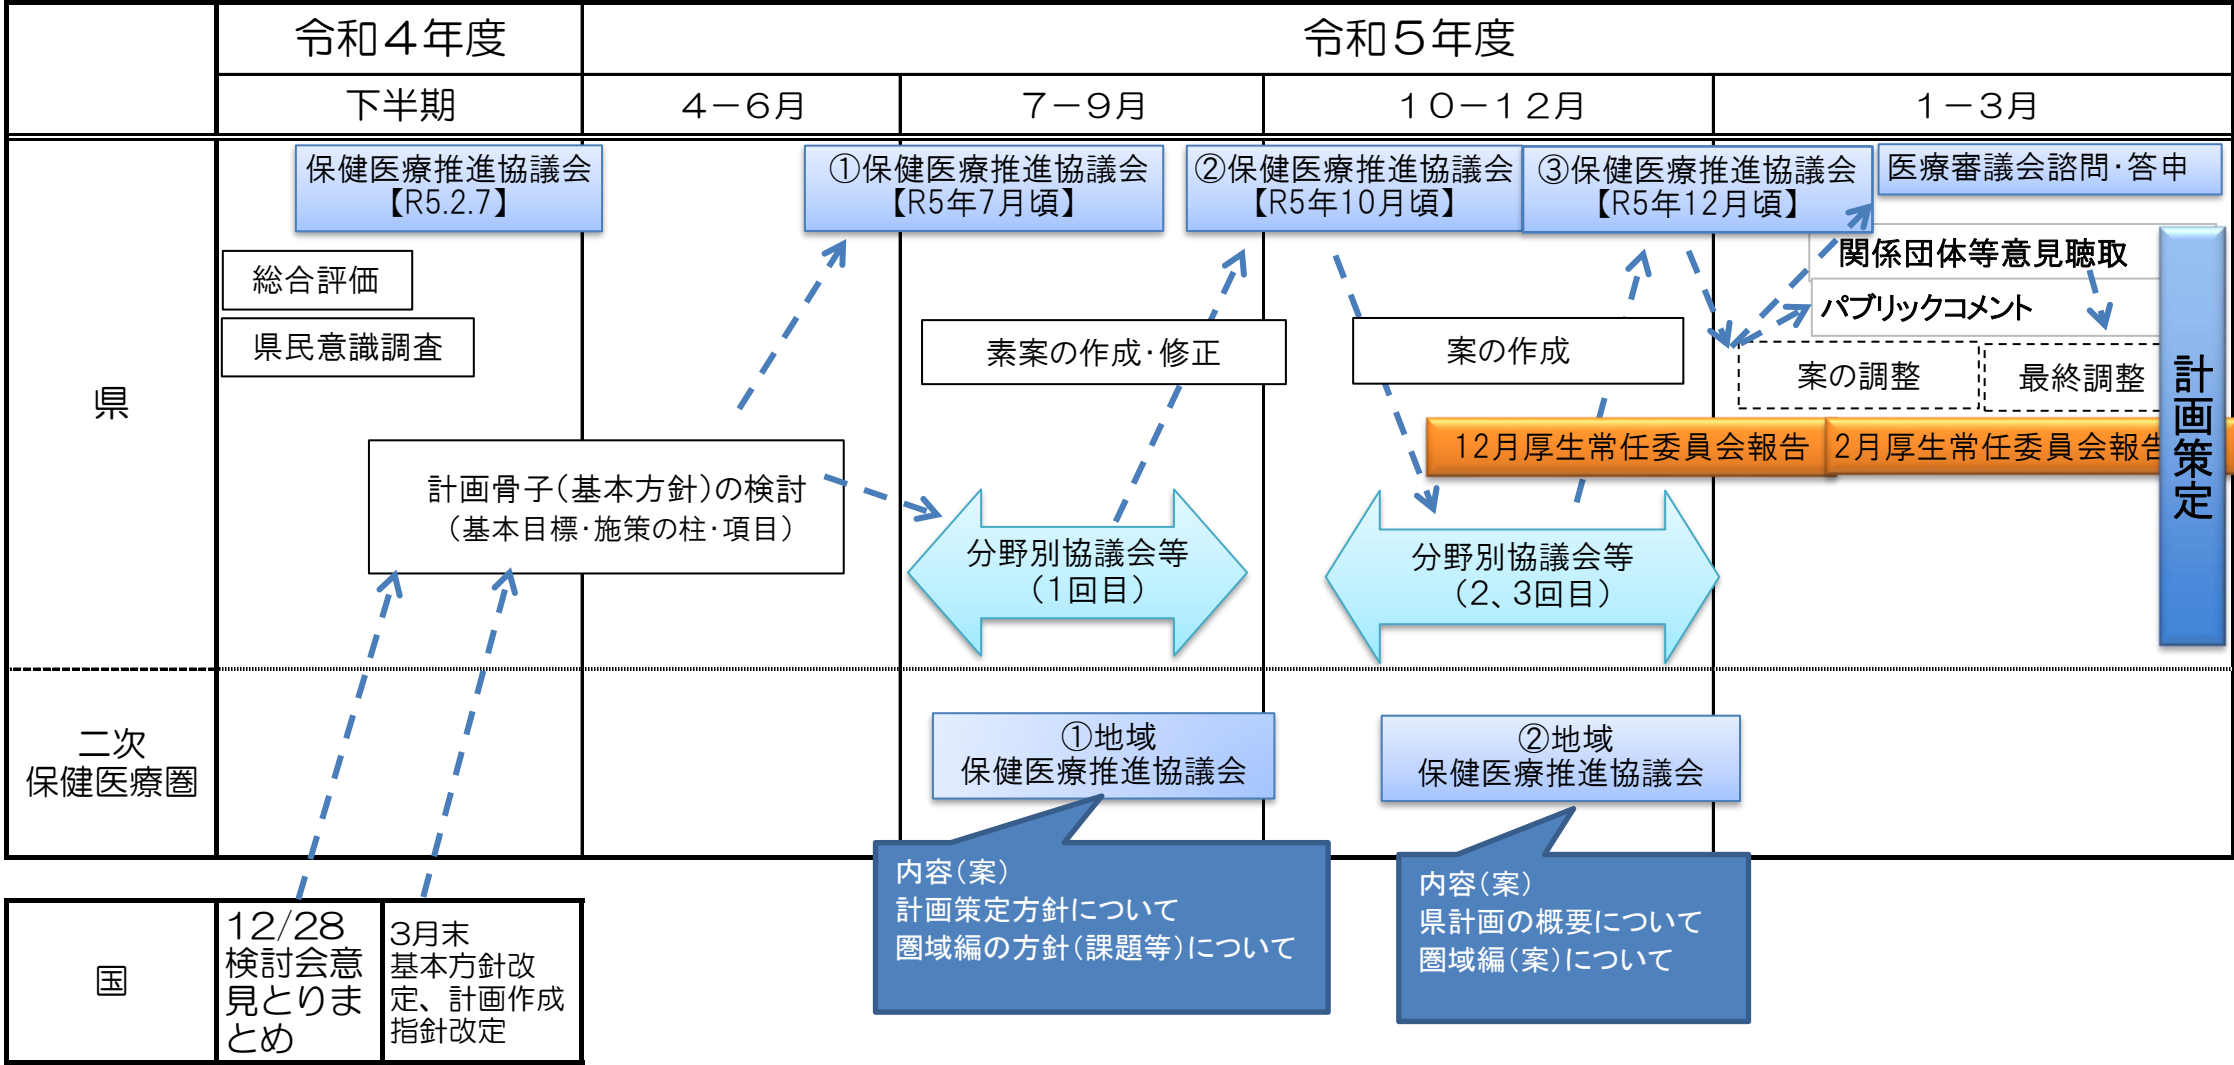 令和４年度
令和５年度
下半期
４－６月
７－９月
１０－１２月
１－３月
県
保健医療推進協議会
【R5.2.7】
①保健医療推進協議会
【R5年7月頃】
②保健医療推進協議会
【R5年10月頃】
③保健医療推進協議会
【R5年12月頃】
医療審議会諮問・答申
総合評価
県民意識調査
関係団体等意見聴取
パブリックコメント
素案の作成・修正
案の作成
案の調整
最終調整
計画策定
12月厚生常任委員会報告
2月厚生常任委員会報告
計画骨子（基本方針）の検討
（基本目標・施策の柱・項目）
分野別協議会等
（１回目）
分野別協議会等
（２、３回目）
二次
保健医療圏
①地域
保健医療推進協議会
②地域
保健医療推進協議会
内容（案）
計画策定方針について
圏域編の方針（課題等）について
内容（案）
県計画の概要について
圏域編（案）について
国
12/28
検討会意
見とりま
とめ
3月末
基本方針改
定、計画作成
指針改定